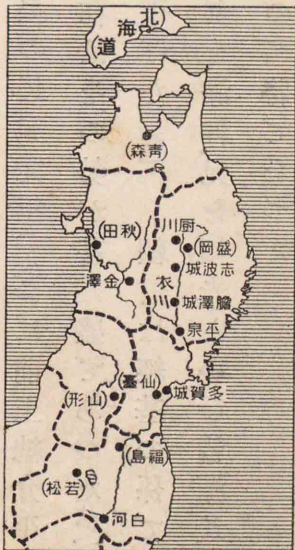 北海道
(青森)
(盛岡)
厨川
(秋田)
志波城
衣川
金澤
膽澤城
平泉
多賀城
(仙臺)
(山形)
(福島)
(若松)
白河